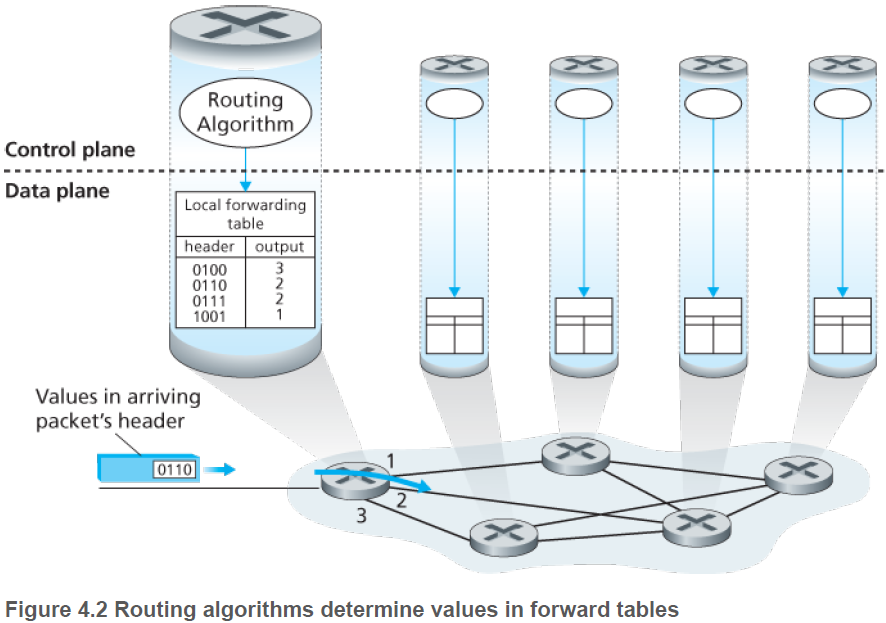 Routing
Algorithm
Control plane
Data plane
Local forwarding
table
header output
0100 3
0110 2
0111 2
1001 1
Values in arriving
packet's header
0110
1
2
3
Figure 4.2 Routing algorithms determine values in forward tables